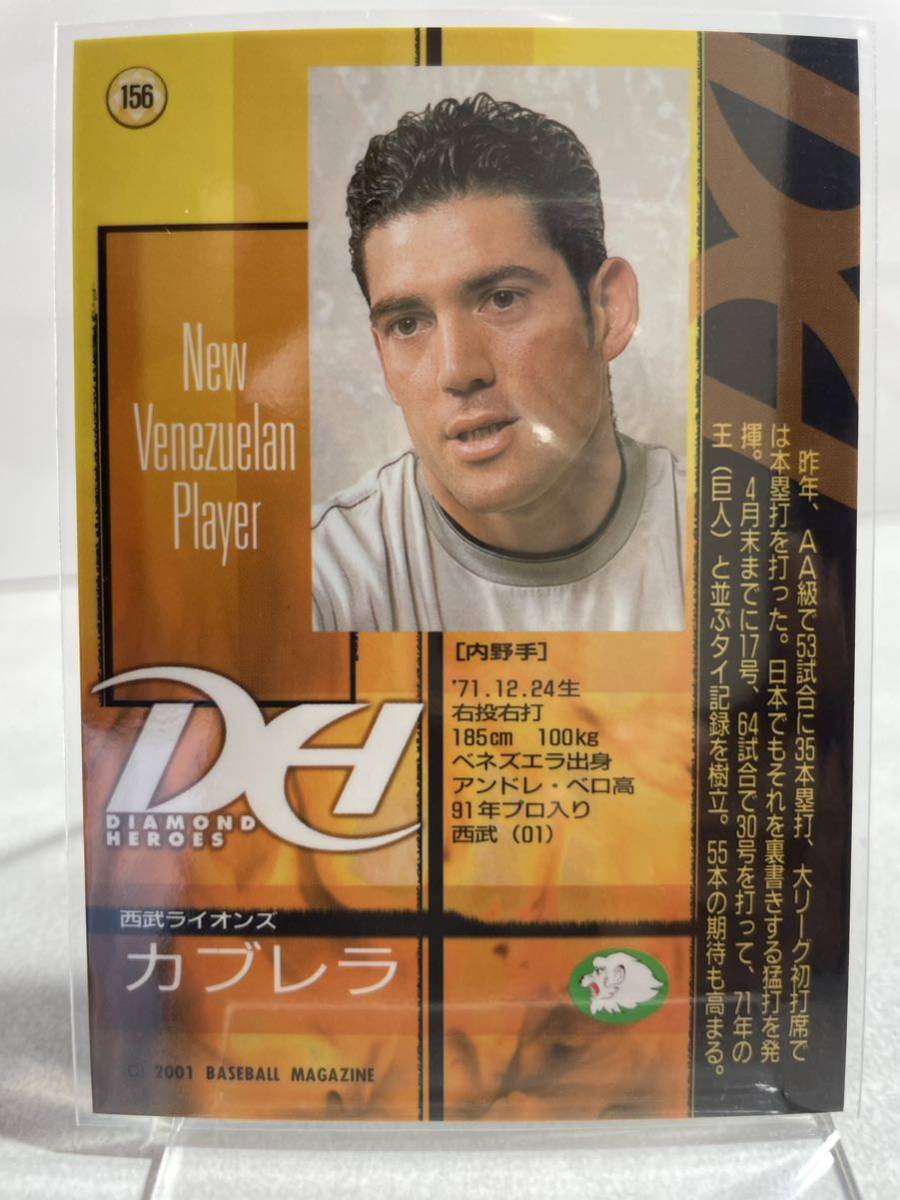 156
New
Venezuelan
Player
昨年、AA級で53試合に35本塁打、大リーグ初打席で
は本塁打を打った。日本でもそれを裏書きする猛打を発
揮。4月末までに17号、64試合で30号を打って、71年の
王(巨人)と並ぶタイ記録を樹立。55本の期待も高まる。
[内野手]
'71.12.24生
右投右打
185cm 100kg
ベネズエラ出身
アンドレ・ベロ高
91年プロ入り
西武(01)
DH
DIAMOND
HEROES
西武ライオンズ
カブレラ
© 2001 BASEBALL MAGAZINE